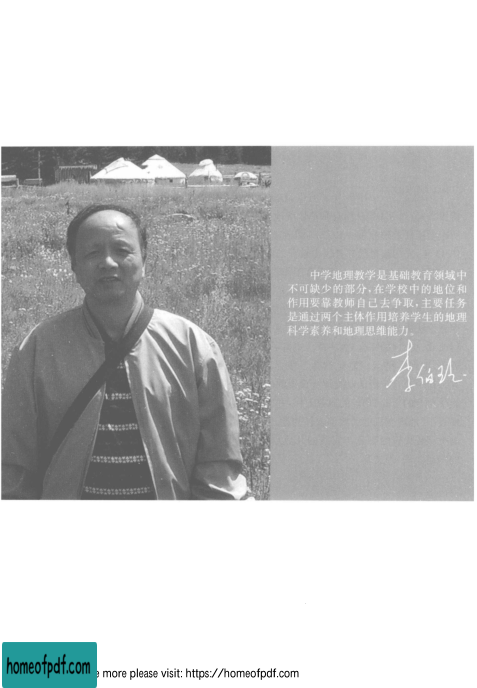 中学地理教学是基础教育领域中
不可缺少的部分，在学校中的地位和
作用要靠教师自己去争取，主要任务
是通过两个主体作用培养学生的地理
科学素养和地理思维能力。
homeofpdf.com
e more please visit: https://homeofpdf.com